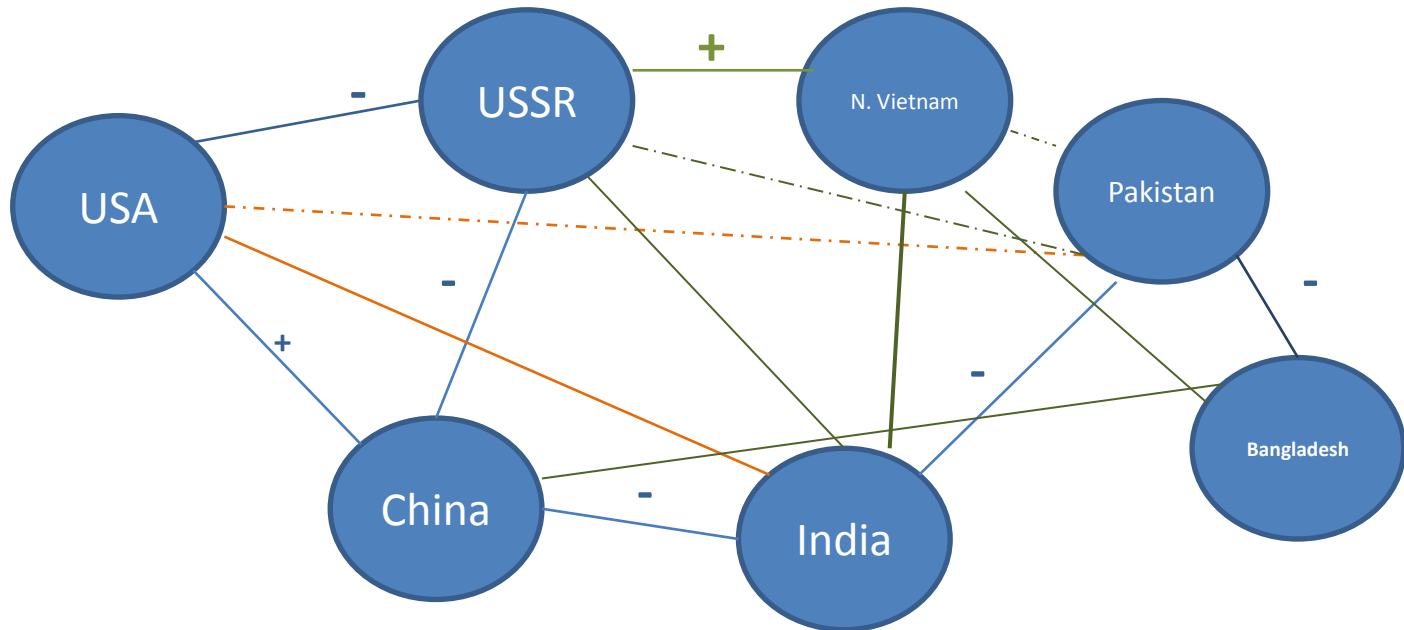 +
USSR
N. Vietnam
-
Pakistan
USA
-
-
+
-
-
China
India
Bangladesh